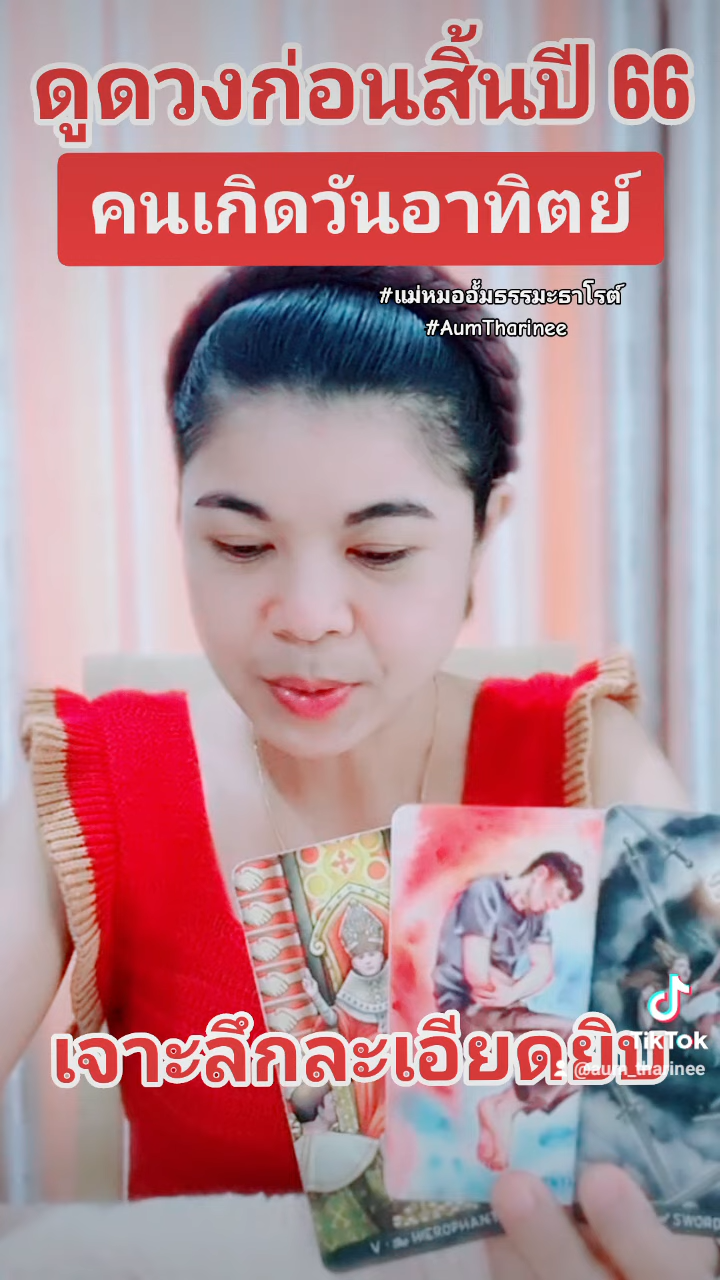 ดูดวงก่อนสิ้นปี 66
คนเกิดวันอาทิตย์
#แม่หมออั้มธรรมะธาโรต์
#AumTharinee
เจาะลึกละเอียดยิบ
TikTok
@aum_tharinee
V · the HIEROPHANT
SWORD